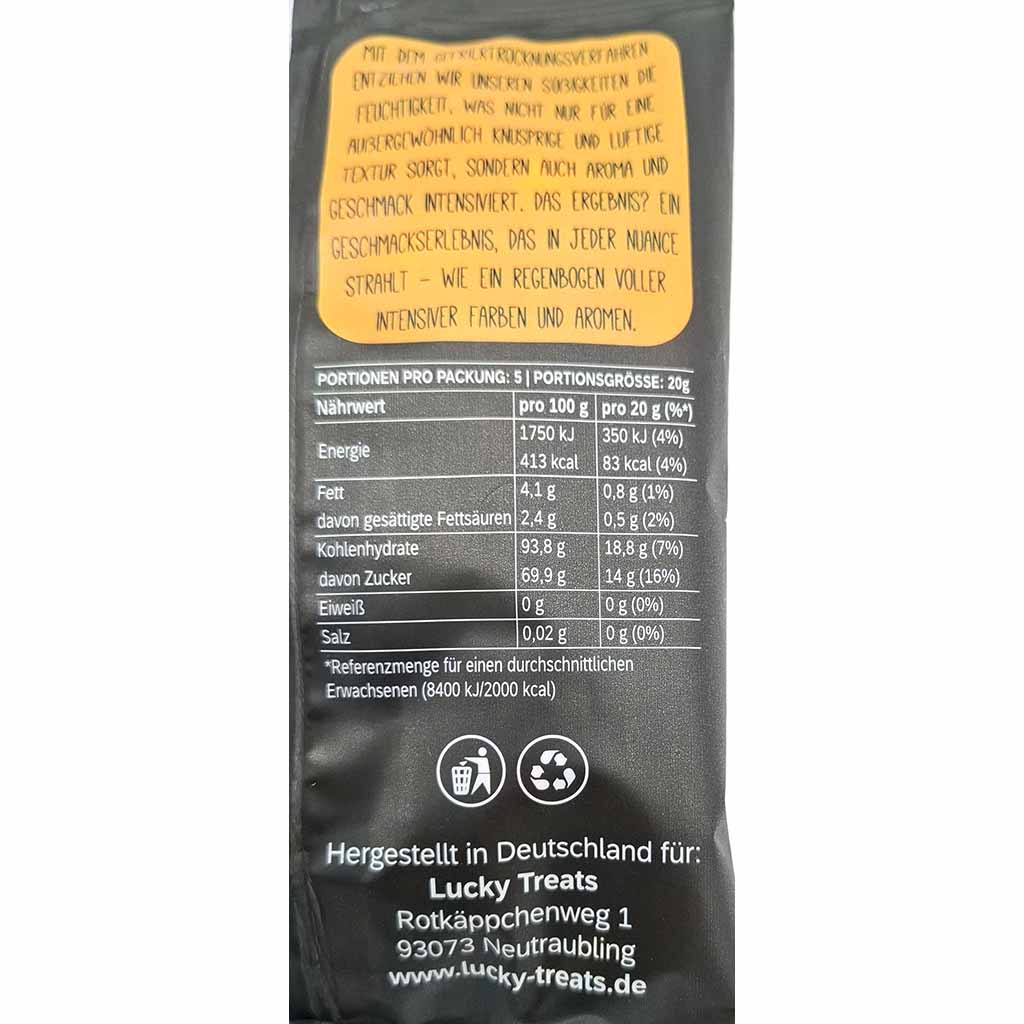 MIT DEM GEFRIERTROCKNUNGSVERFAHREN
ENTZIEHEN WIR UNSEREN SÜßIGKEITEN DIE
FEUCHTIGKEIT, WAS NICHT NUR FÜR EINE
AUßERGEWÖHNLICH KNUSPRIGE UND LUFTIGE
TEXTUR SORGT, SONDERN AUCH AROMA UND
GESCHMACK INTENSIVIERT. DAS ERGEBNIS? EIN
GESCHMACKSERLEBNIS, DAS IN JEDER NUANCE
STRAHLT – WIE EIN REGENBOGEN VOLLER
INTENSIVER FARBEN UND AROMEN.
PORTIONEN PRO PACKUNG: 5 | PORTIONSGRÖSSE: 20g
Nährwert pro 100 g pro 20 g (%*)
Energie 1750 kJ 350 kJ (4%)
413 kcal 83 kcal (4%)
Fett 4,1 g 0,8 g (1%)
davon gesättigte Fettsäuren 2,4 g 0,5 g (2%)
Kohlenhydrate 93,8 g 18,8 g (7%)
davon Zucker 69,9 g 14 g (16%)
Eiweiß 0 g 0 g (0%)
Salz 0,02 g 0 g (0%)
*Referenzmenge für einen durchschnittlichen
Erwachsenen (8400 kJ/2000 kcal)
Hergestellt in Deutschland für:
Lucky Treats
Rotkäppchenweg 1
93073 Neutraubling
www.lucky-treats.de